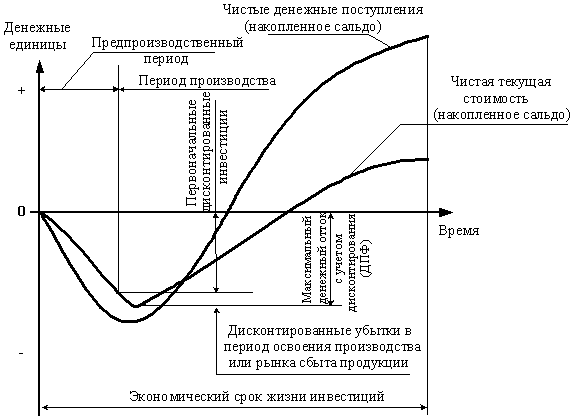 Чистые денежные поступления
(накопленное сальдо)
Денежные
единицы
Предпроизводственный
период
Период производства
Чистая текущая
стоимость
(накопленное сальдо)
+
Первоначальные
дисконтированные
инвестиции
0
Время
Максимальный
денежный отток
с учетом
дисконтирования
(ДПФ)
Дисконтированные убытки в
период освоения производства
или рынка сбыта продукции
-
Экономический срок жизни инвестиций